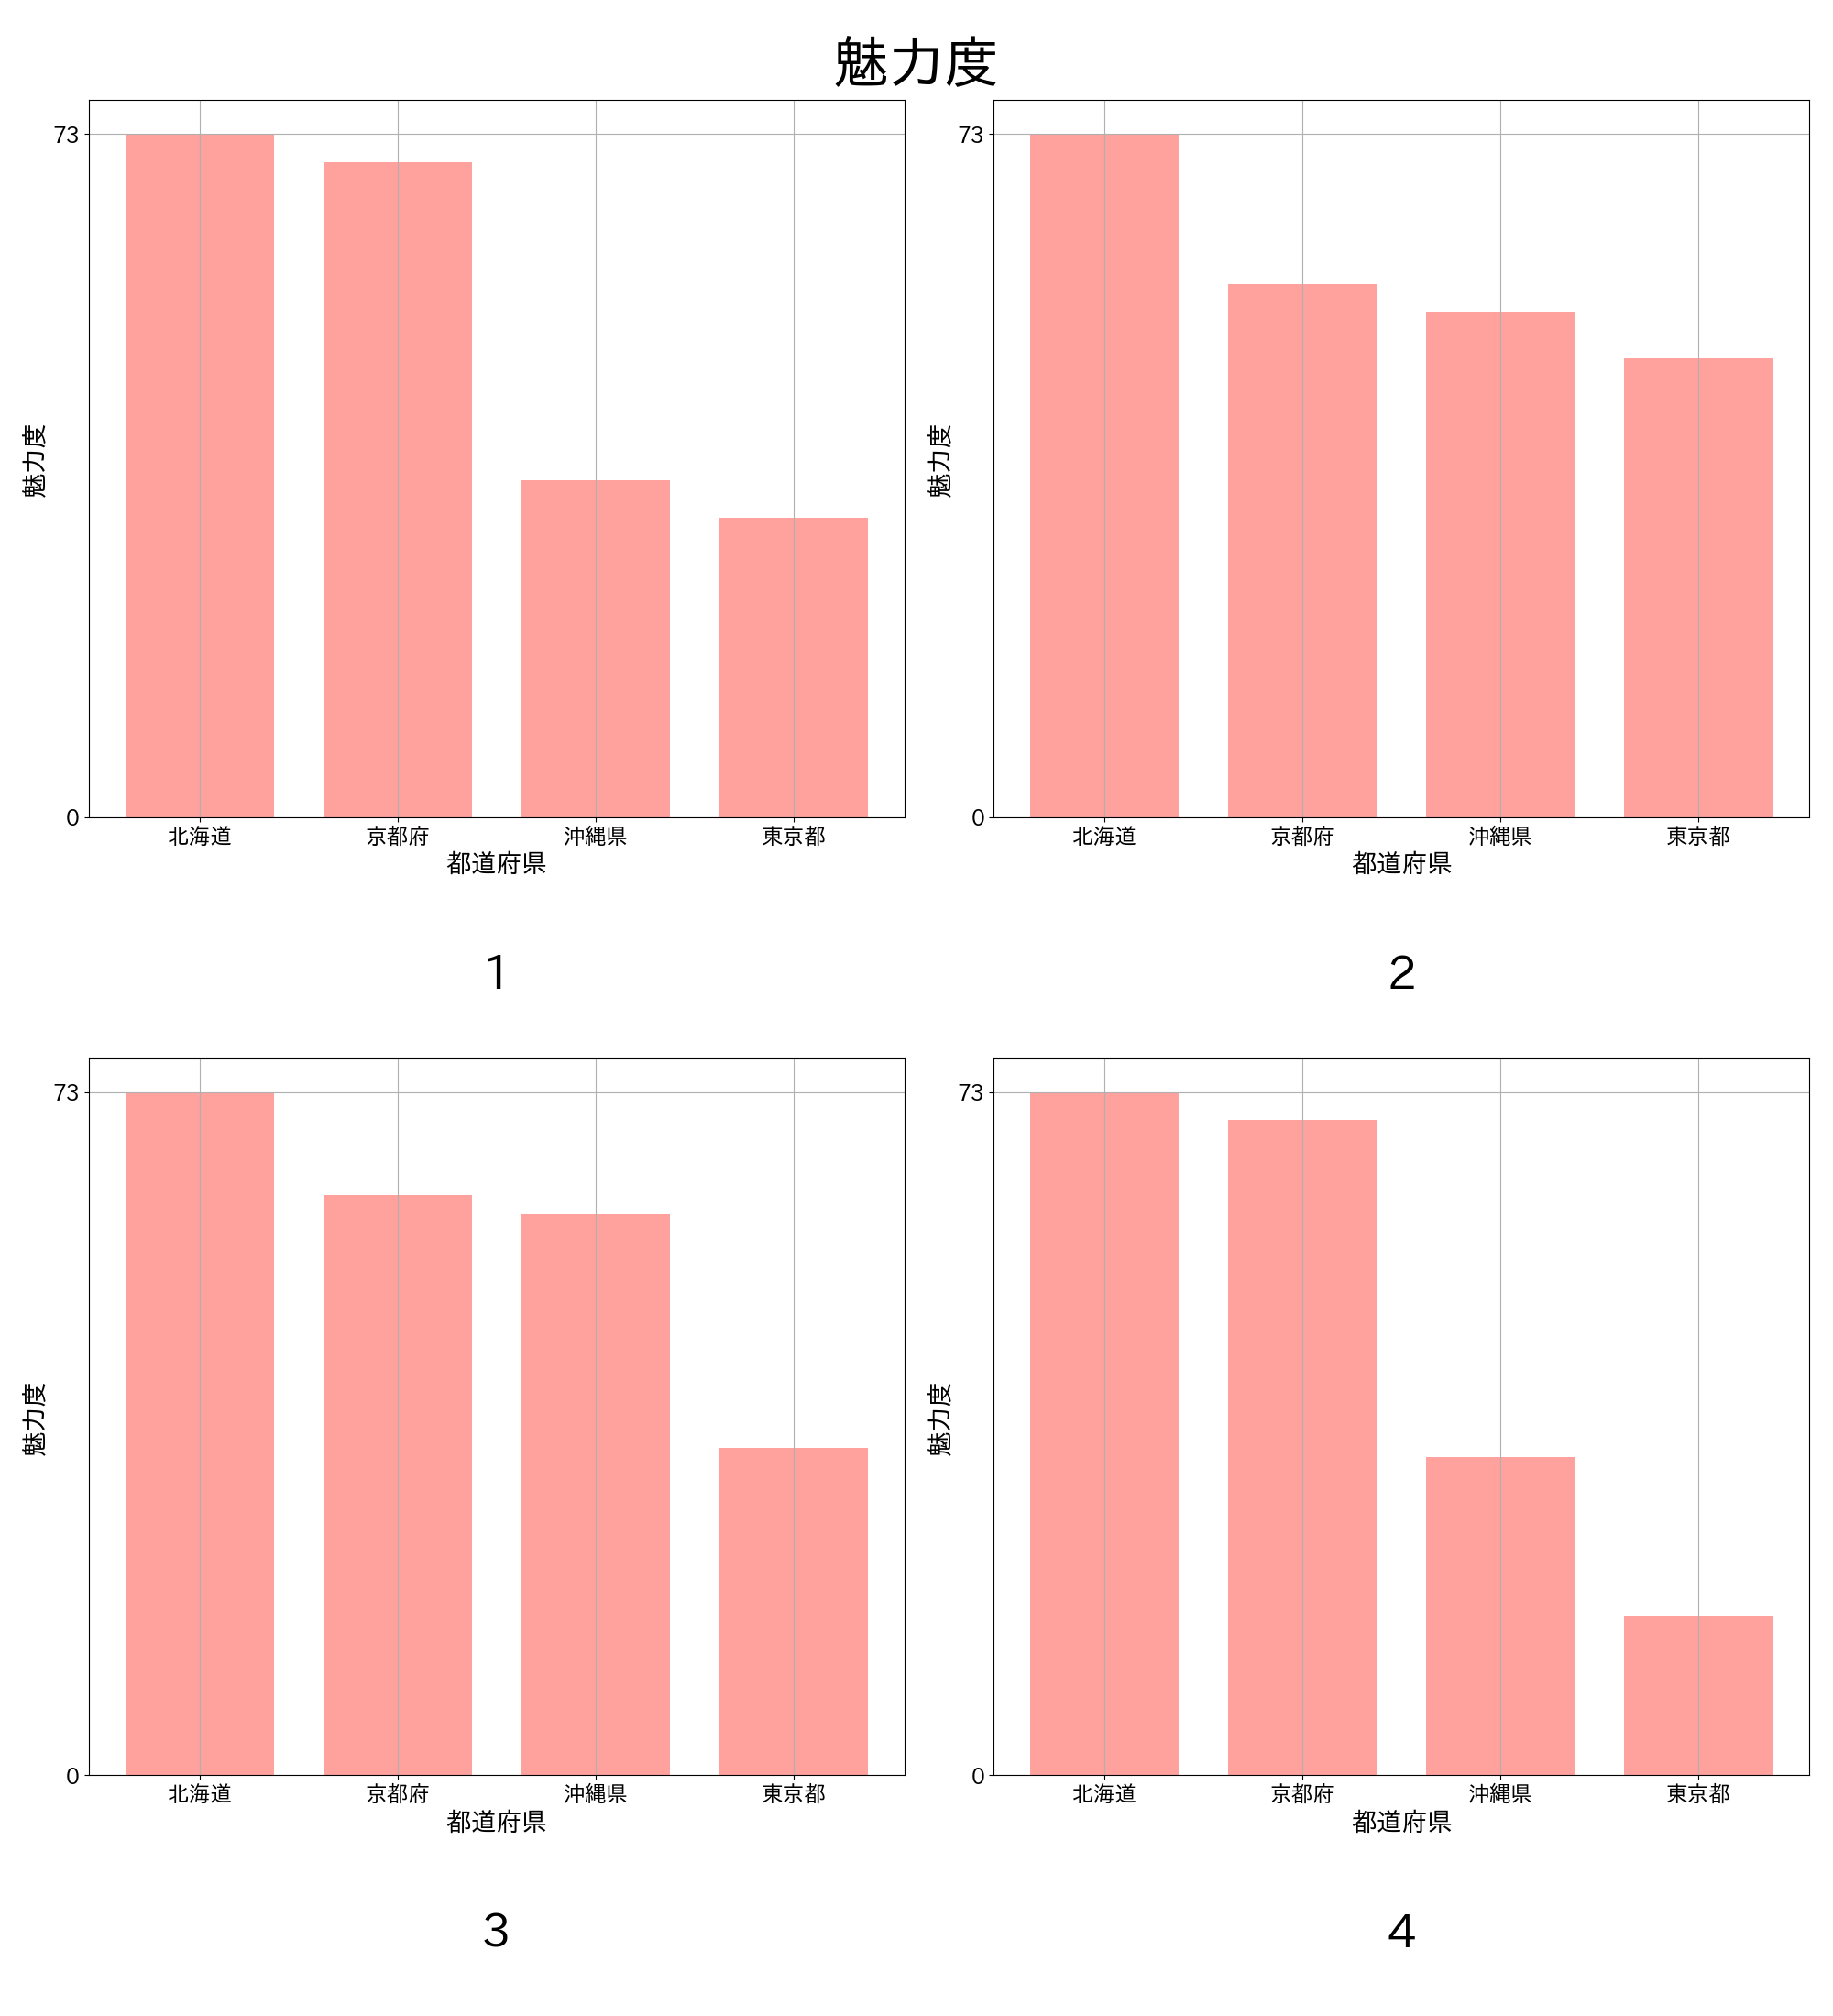 魅力度
73
0
魅力度
北海道 京都府 沖縄県 東京都
都道府県
1
73
0
魅力度
北海道 京都府 沖縄県 東京都
都道府県
2
73
0
魅力度
北海道 京都府 沖縄県 東京都
都道府県
3
73
0
魅力度
北海道 京都府 沖縄県 東京都
都道府県
4